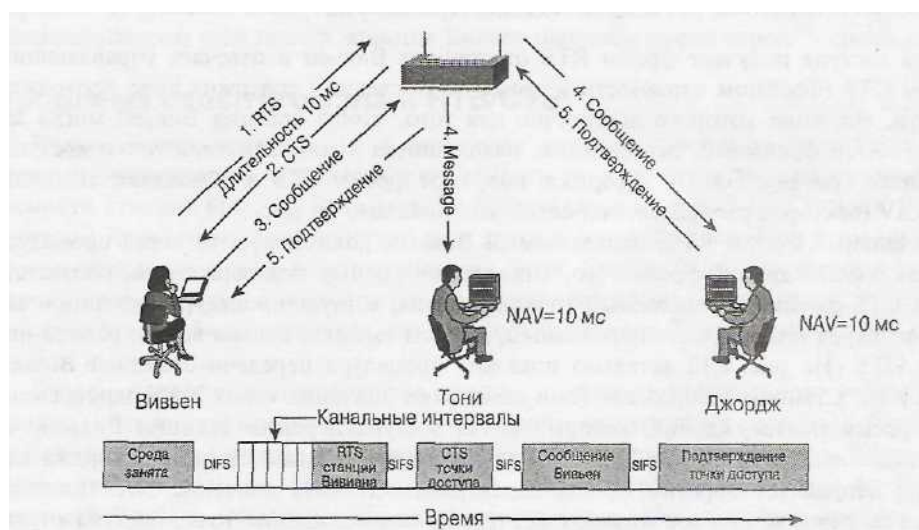 1. RTS
Длительность 10 мс
2. CTS
3. Сообщение
5. Подтверждение
4. Message
4. Сообщение
5. Подтверждение
NAV=10 мс
NAV=10 мс
Вивьен
Тони
Джордж
Канальные интервалы
Среда
занята
DIFS
RTS
станции
Вивиана
SIFS
CTS
точки
доступа
SIFS
Сообщение
Вивьен
SIFS
Подтверждение
точки доступа
Время